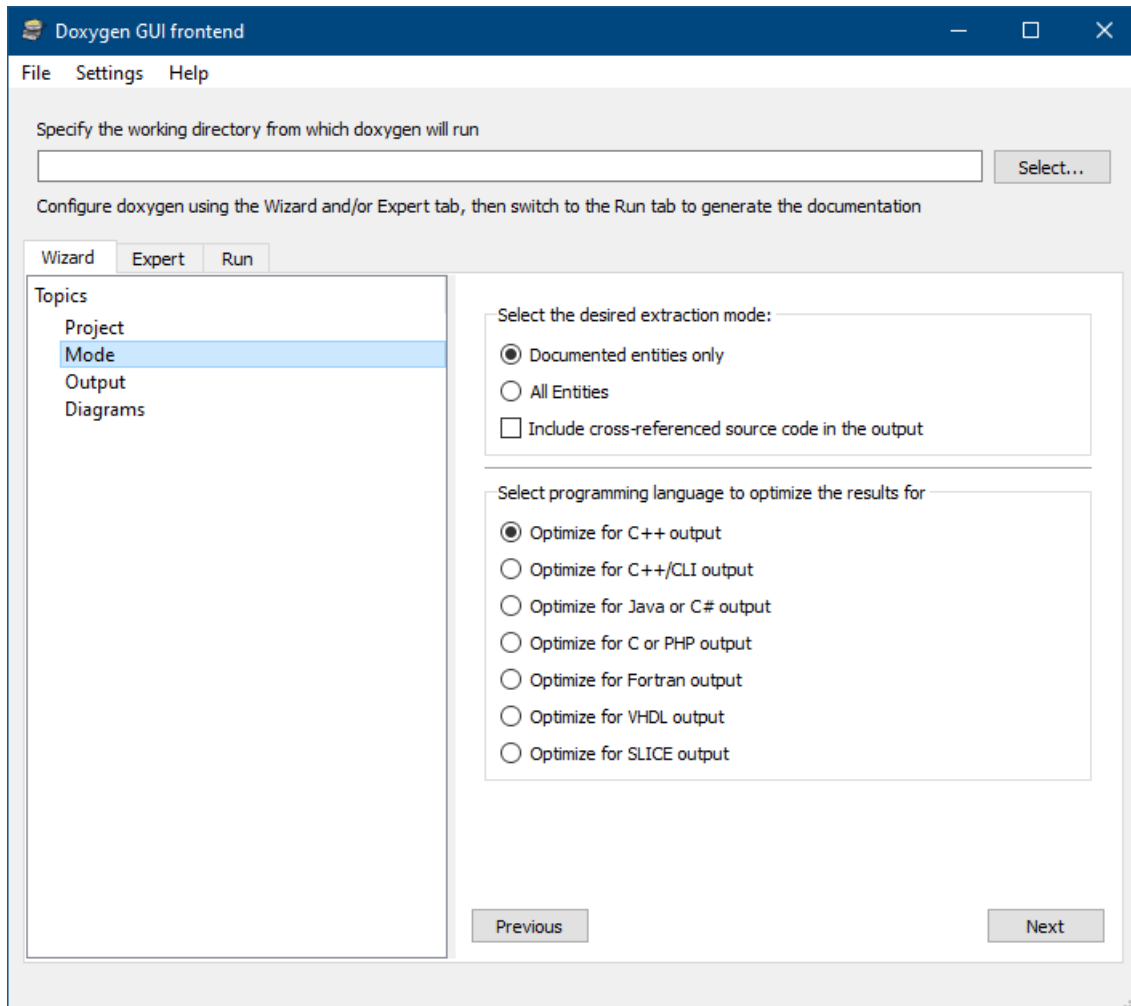 Doxygen GUI frontend
File Settings Help
Specify the working directory from which doxygen will run
Select...
Configure doxygen using the Wizard and/or Expert tab, then switch to the Run tab to generate the documentation
Wizard Expert Run
Topics
Project
Mode
Output
Diagrams
Select the desired extraction mode:
Documented entities only
All Entities
Include cross-referenced source code in the output
Select programming language to optimize the results for
Optimize for C++ output
Optimize for C++/CLI output
Optimize for Java or C# output
Optimize for C or PHP output
Optimize for Fortran output
Optimize for VHDL output
Optimize for SLICE output
Previous Next